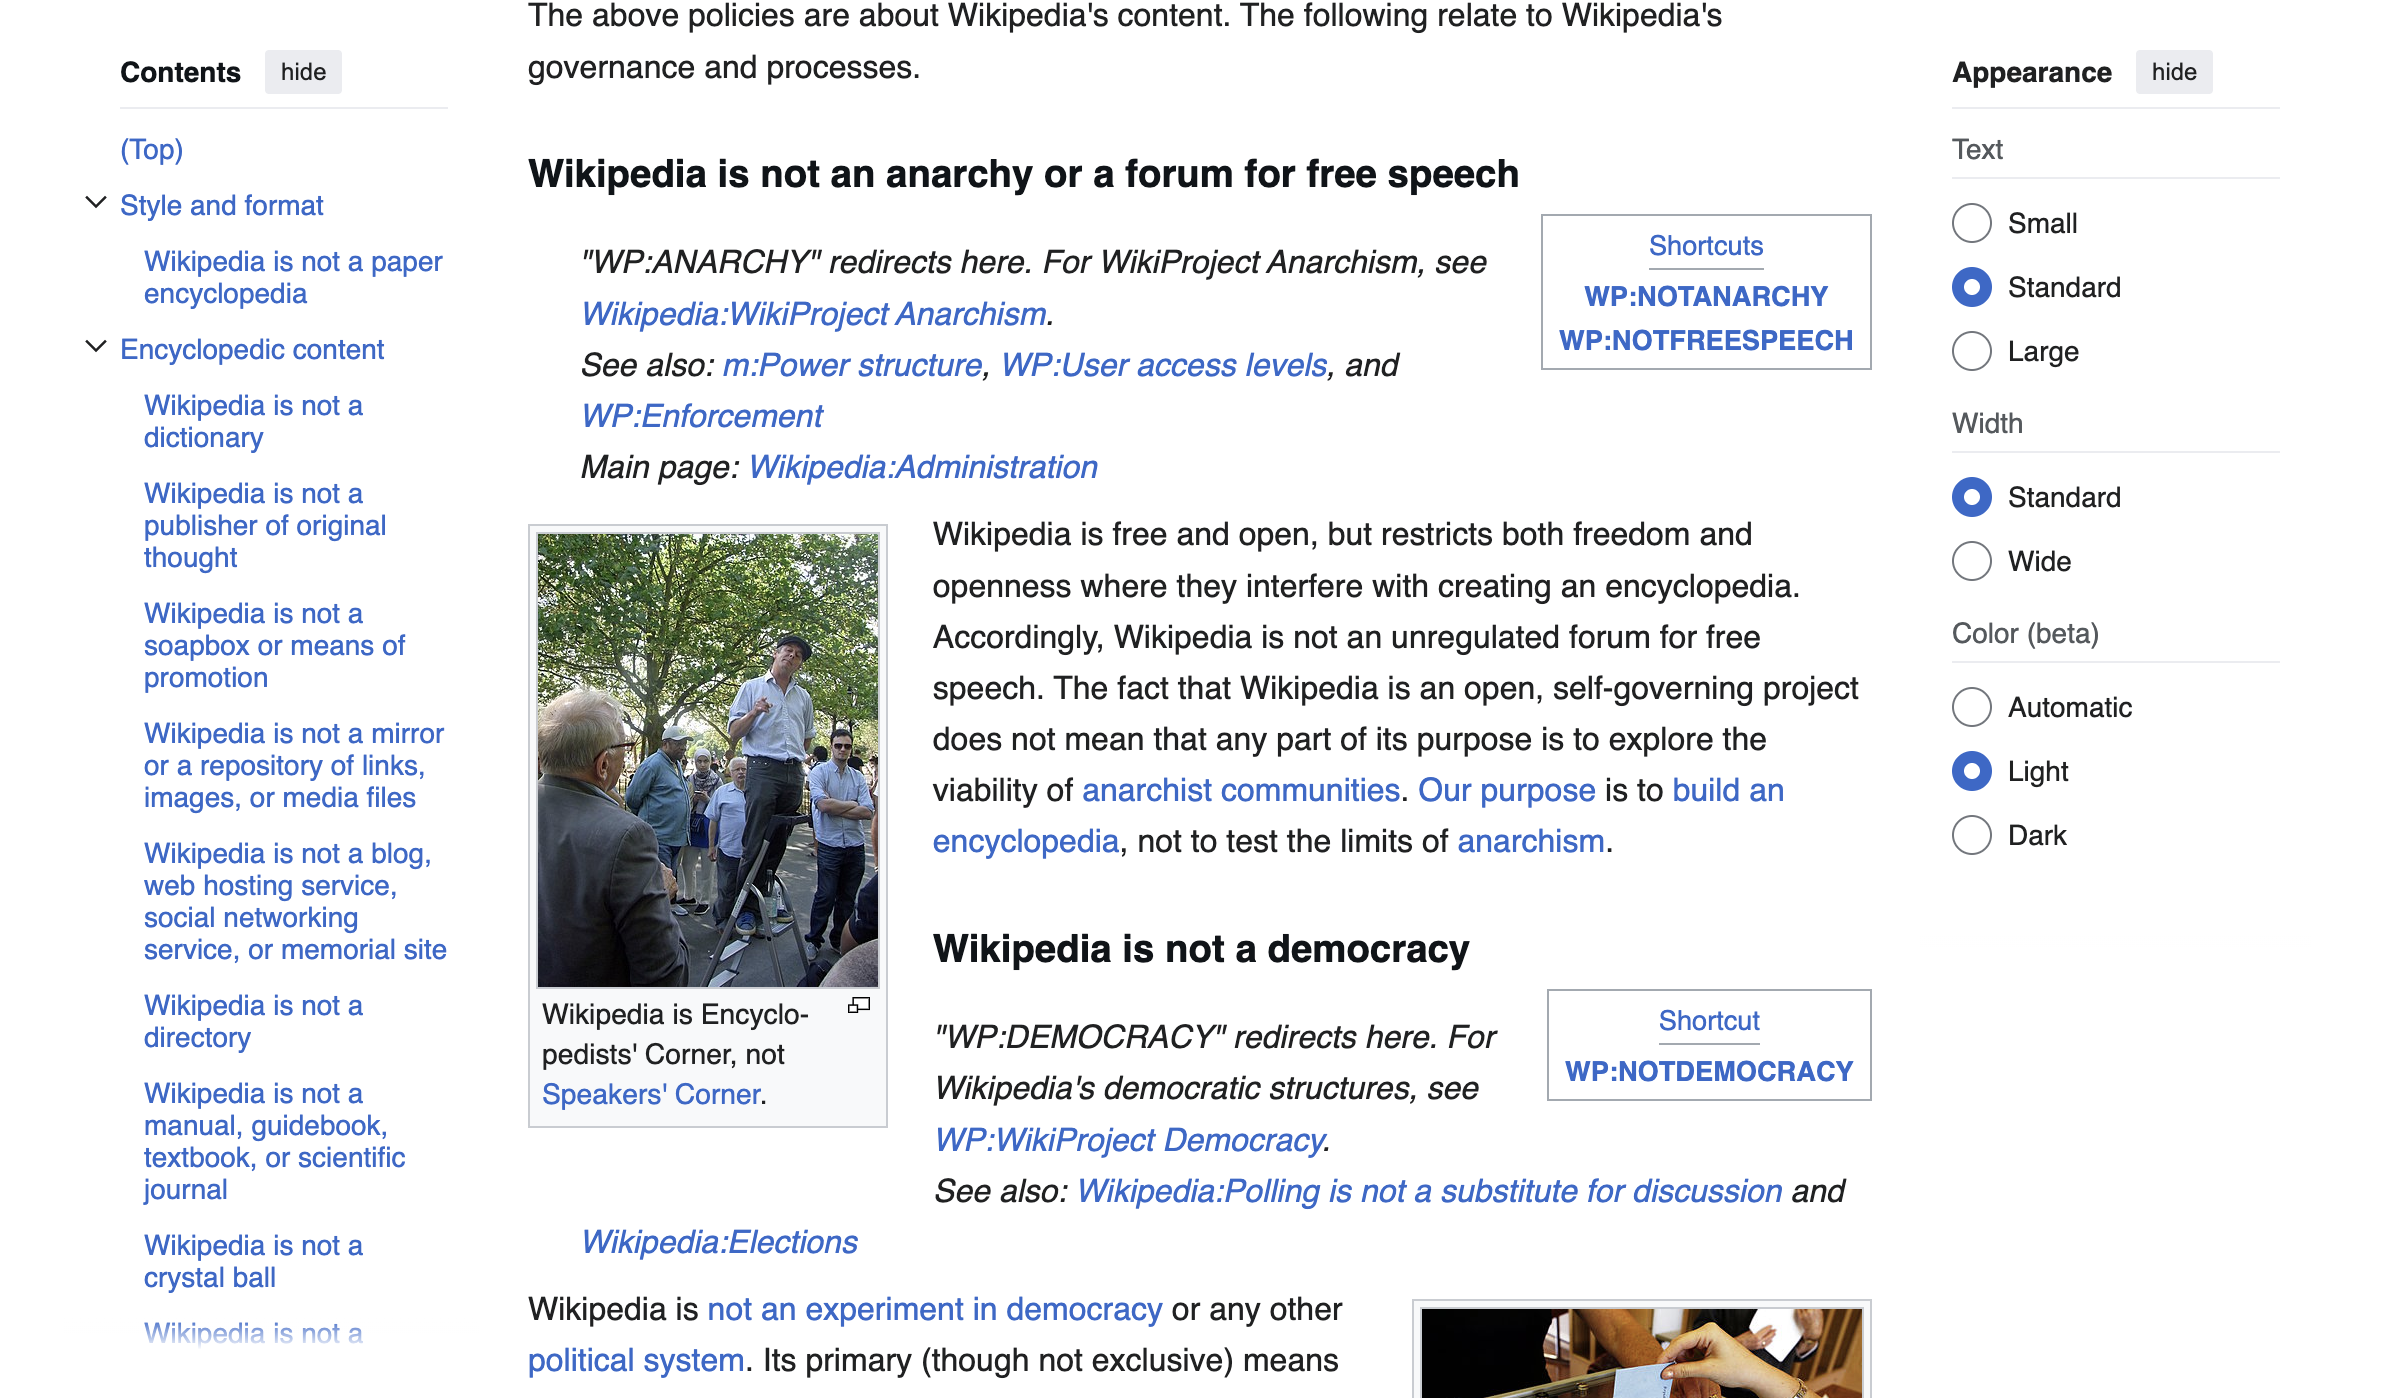 Contents hide
(Top)
Style and format
Wikipedia is not a paper
encyclopedia
Encyclopedic content
Wikipedia is not a
dictionary
Wikipedia is not a
publisher of original
thought
Wikipedia is not a
soapbox or means of
promotion
Wikipedia is not a mirror
or a repository of links,
images, or media files
Wikipedia is not a blog,
web hosting service,
social networking
service, or memorial site
Wikipedia is not a
directory
Wikipedia is not a
manual, guidebook,
textbook, or scientific
journal
Wikipedia is not a
crystal ball
Wikipedia is not a
The above policies are about Wikipedia's content. The following relate to Wikipedia's
governance and processes.
Wikipedia is not an anarchy or a forum for free speech
Shortcuts
WP:NOTANARCHY
WP:NOTFREESPEECH
"WP:ANARCHY" redirects here. For WikiProject Anarchism, see
Wikipedia:WikiProject Anarchism.
See also: m:Power structure, WP:User access levels, and
WP:Enforcement
Main page: Wikipedia:Administration
Wikipedia is Encyclo-
pedists' Corner, not
Speakers' Corner.
Wikipedia is free and open, but restricts both freedom and
openness where they interfere with creating an encyclopedia.
Accordingly, Wikipedia is not an unregulated forum for free
speech. The fact that Wikipedia is an open, self-governing project
does not mean that any part of its purpose is to explore the
viability of anarchist communities. Our purpose is to build an
encyclopedia, not to test the limits of anarchism.
Wikipedia is not a democracy
Shortcut
WP:NOTDEMOCRACY
"WP:DEMOCRACY" redirects here. For
Wikipedia's democratic structures, see
WP:WikiProject Democracy.
See also: Wikipedia:Polling is not a substitute for discussion and
Wikipedia:Elections
Wikipedia is not an experiment in democracy or any other
political system. Its primary (though not exclusive) means
Appearance hide
Text
Small
Standard
Large
Width
Standard
Wide
Color (beta)
Automatic
Light
Dark